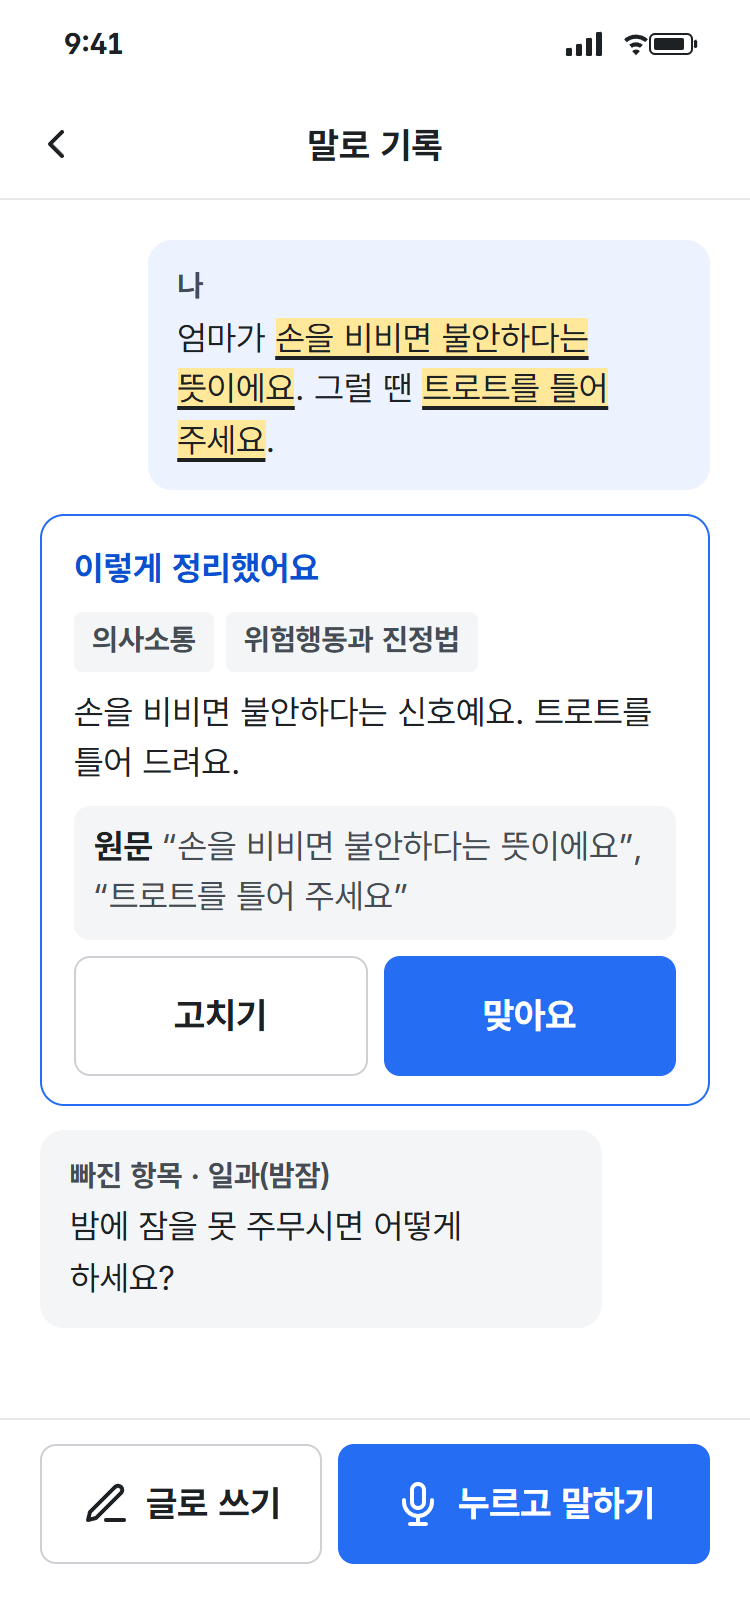 9:41
말로 기록
나
엄마가 손을 비비면 불안하다는
뜻이에요. 그럴 땐 트로트를 틀어
주세요.
이렇게 정리했어요
의사소통 위험행동과 진정법
손을 비비면 불안하다는 신호예요. 트로트를
틀어 드려요.
원문 “손을 비비면 불안하다는 뜻이에요”,
“트로트를 틀어 주세요”
고치기 맞아요
빠진 항목 · 일과(밤잠)
밤에 잠을 못 주무시면 어떻게
하세요?
글로 쓰기 누르고 말하기